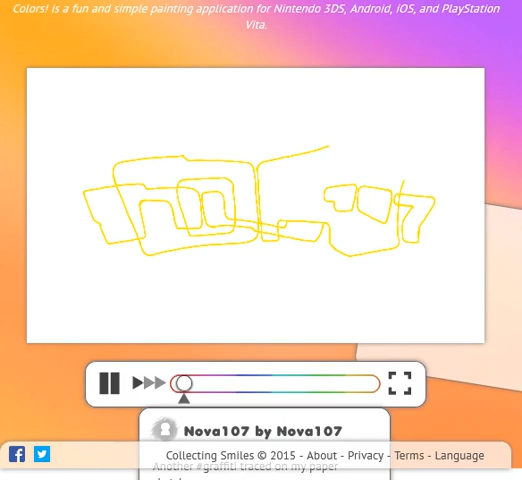 Colors! is a fun and simple painting application for Nintendo 3DS, Android, iOS, and PlayStation
Vita.
Nova107 by Nova107
Collecting Smiles © 2015 - About - Privacy - Terms - Language
Another #graffiti traced on my paper